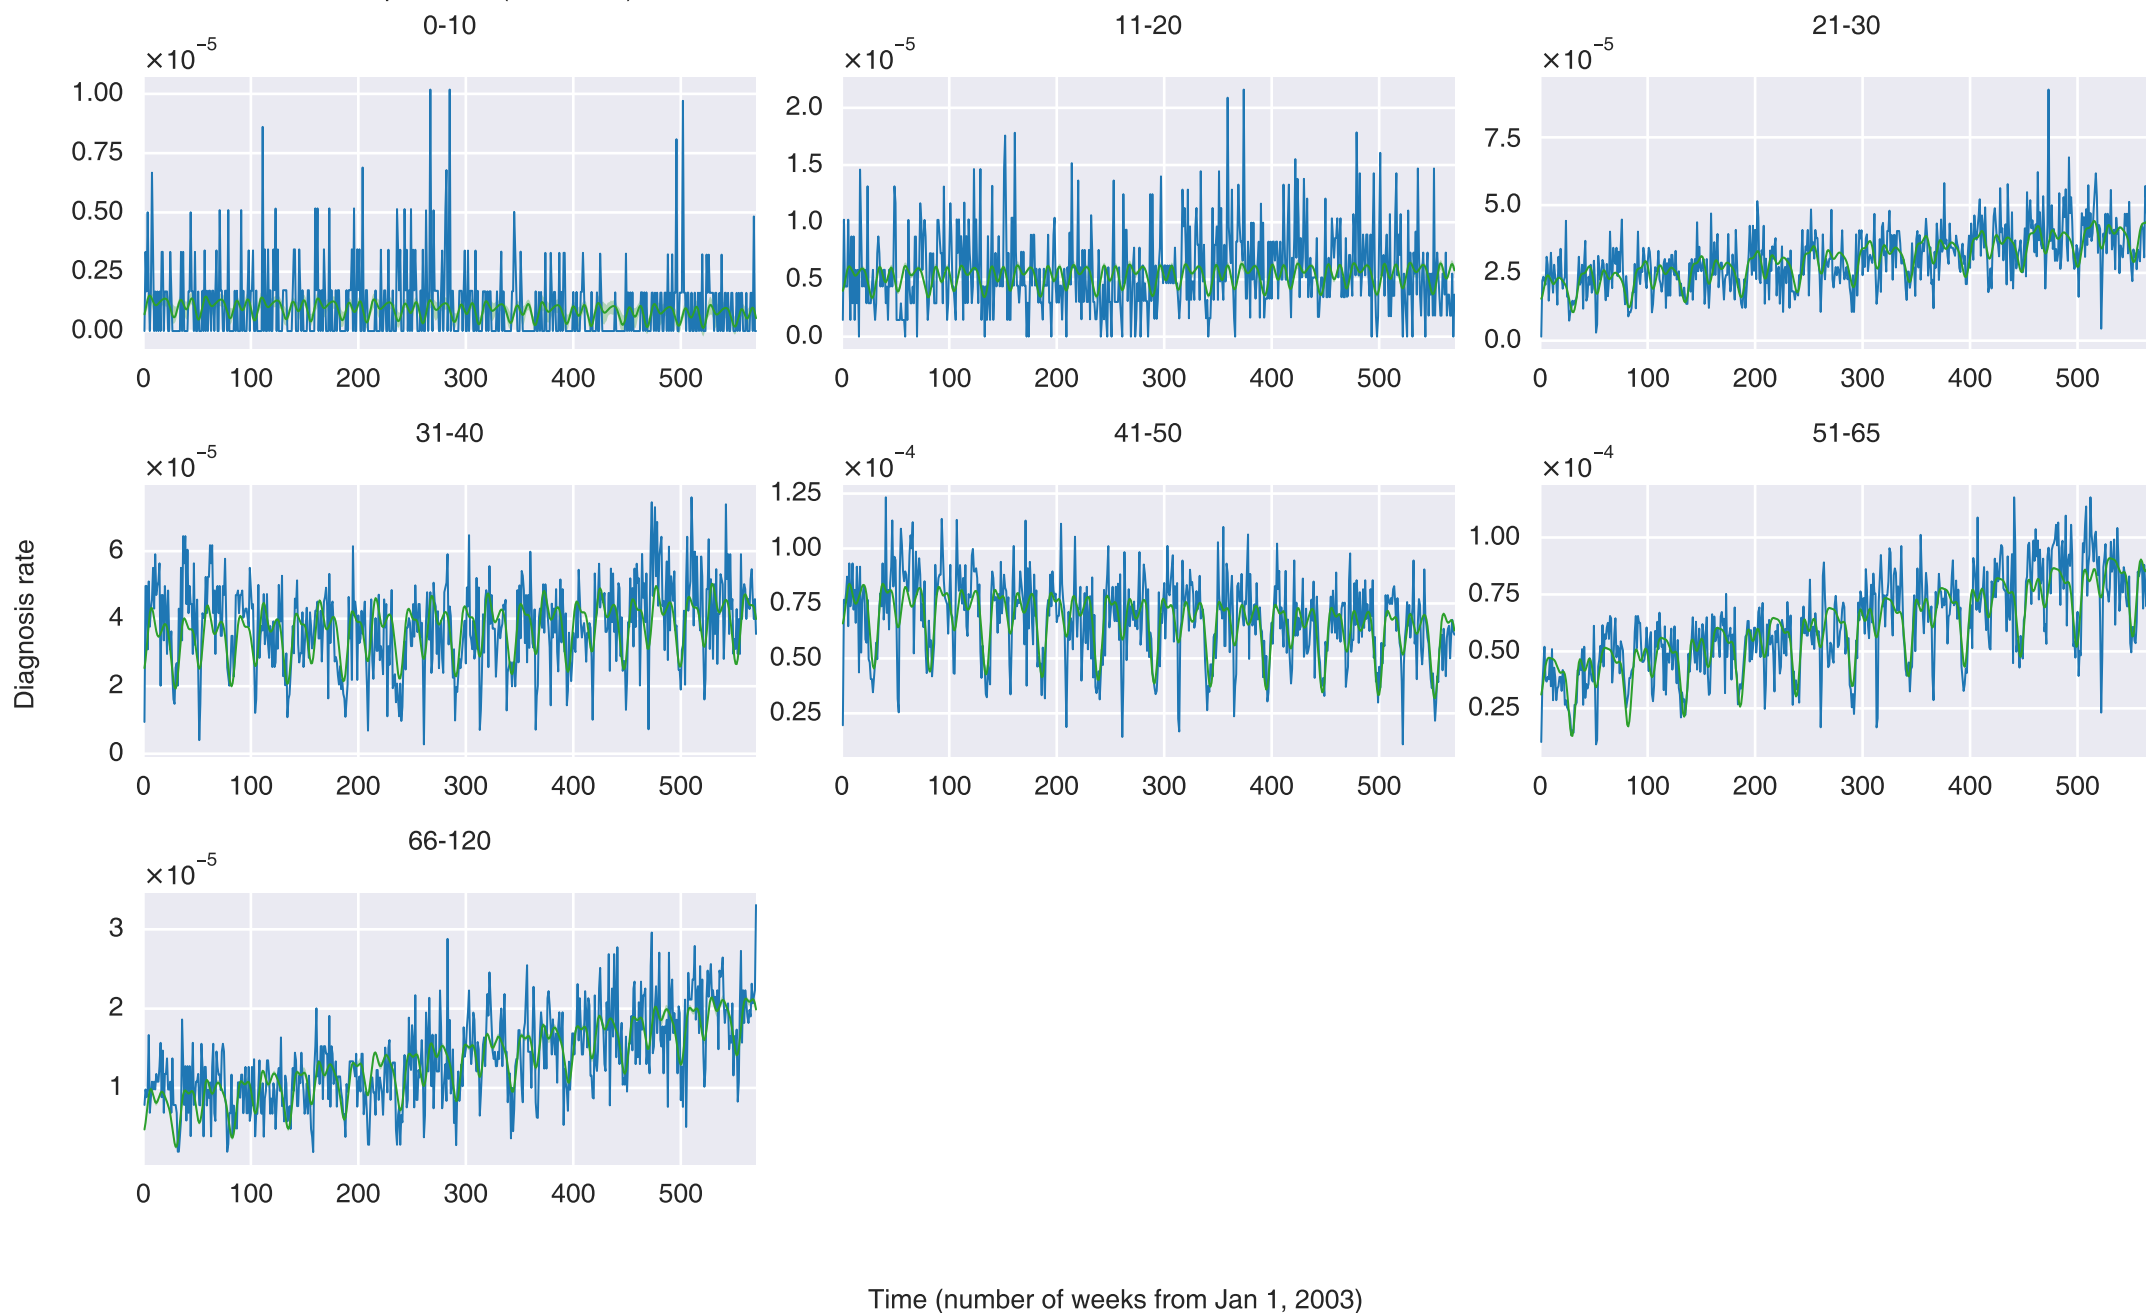 0-10 11-20 21-30
×10⁻⁵ ×10⁻⁵ ×10⁻⁵
1.00 0.75 0.50 0.25 0.00
2.0 1.5 1.0 0.5 0.0
7.5 5.0 2.5 0.0
0 100 200 300 400 500 0 100 200 300 400 500 0 100 200 300 400 500
31-40 41-50 51-65
×10⁻⁵ ×10⁻⁴ ×10⁻⁴
6 4 2 0
1.25 1.00 0.75 0.50 0.25
1.00 0.75 0.50 0.25
0 100 200 300 400 500 0 100 200 300 400 500 0 100 200 300 400 500
Diagnosis rate
66-120
×10⁻⁵
3
2
1
0 100 200 300 400 500
Time (number of weeks from Jan 1, 2003)